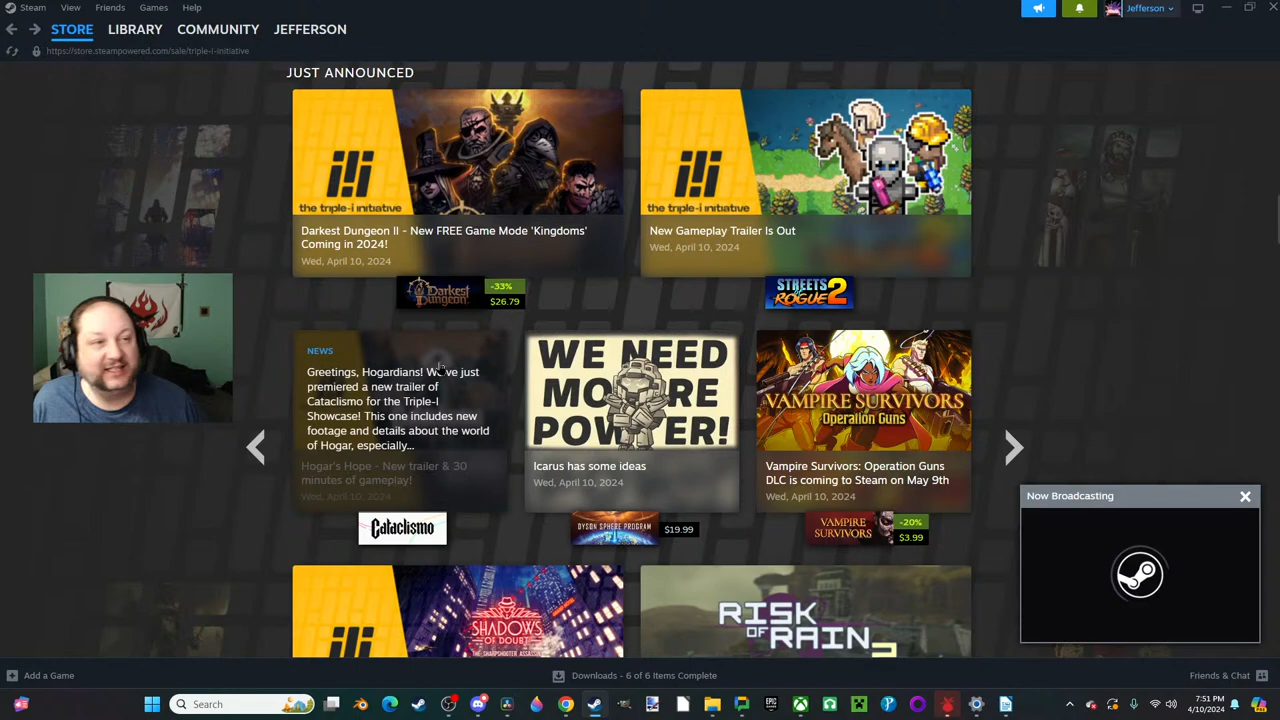 Steam View Friends Games Help
Jefferson
STORE LIBRARY COMMUNITY JEFFERSON
https://store.steampowered.com/sale/triple-i-initiative
JUST ANNOUNCED
the triple-i initiative
the triple-i initiative
Darkest Dungeon II - New FREE Game Mode 'Kingdoms'
Coming in 2024!
Wed, April 10, 2024
New Gameplay Trailer Is Out
Wed, April 10, 2024
Darkest Dungeon
-33%
$26.79
STREETS of ROGUE 2
NEWS
Greetings, Hogardians! We've just
premiered a new trailer of
Cataclismo for the Triple-I
Showcase! This one includes new
footage and details about the world
of Hogar, especially...
Hogar's Hope - New trailer & 30
minutes of gameplay!
Wed, April 10, 2024
Cataclismo
WE NEED
MORE
POWER!
Icarus has some ideas
Wed, April 10, 2024
DYSON SPHERE PROGRAM
$19.99
VAMPIRE SURVIVORS
Operation Guns
Vampire Survivors: Operation Guns
DLC is coming to Steam on May 9th
Wed, April 10, 2024
VAMPIRE
SURVIVORS
-20%
$3.99
Now Broadcasting
SHADOWS
OF DOUBT
RISK
OF RAIN 2
Add a Game
Downloads - 6 of 6 Items Complete
Friends & Chat
Search
EPIC
7:51 PM
4/10/2024